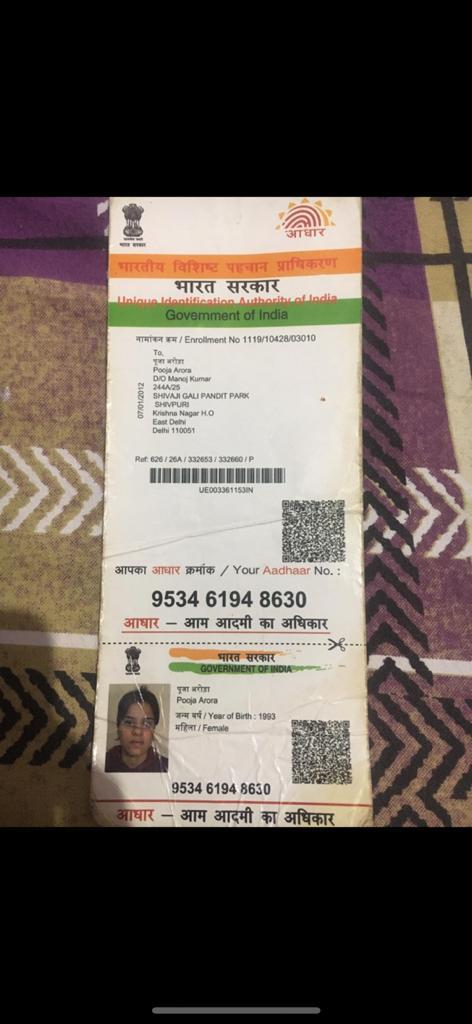 भारत सरकार
आधार
भारतीय विशिष्ट पहचान प्राधिकरण
भारत सरकार
Unique Identification Authority of India
Government of India
नामांकन क्रम / Enrollment No 1119/10428/03010
To,
पूजा अरोड़ा
Pooja Arora
D/O Manoj Kumar
244A/25
SHIVAJI GALI PANDIT PARK
SHIVPURI
Krishna Nagar H.O
East Delhi
Delhi 110051
07/01/2012
Ref: 626 / 26A / 332653 / 332660 / P
UE003361153IN
आपका आधार क्रमांक / Your Aadhaar No. :
9534 6194 8630
आधार – आम आदमी का अधिकार
भारत सरकार
GOVERNMENT OF INDIA
पूजा अरोड़ा
Pooja Arora
जन्म वर्ष / Year of Birth : 1993
महिला / Female
9534 6194 8630
आधार – आम आदमी का अधिकार